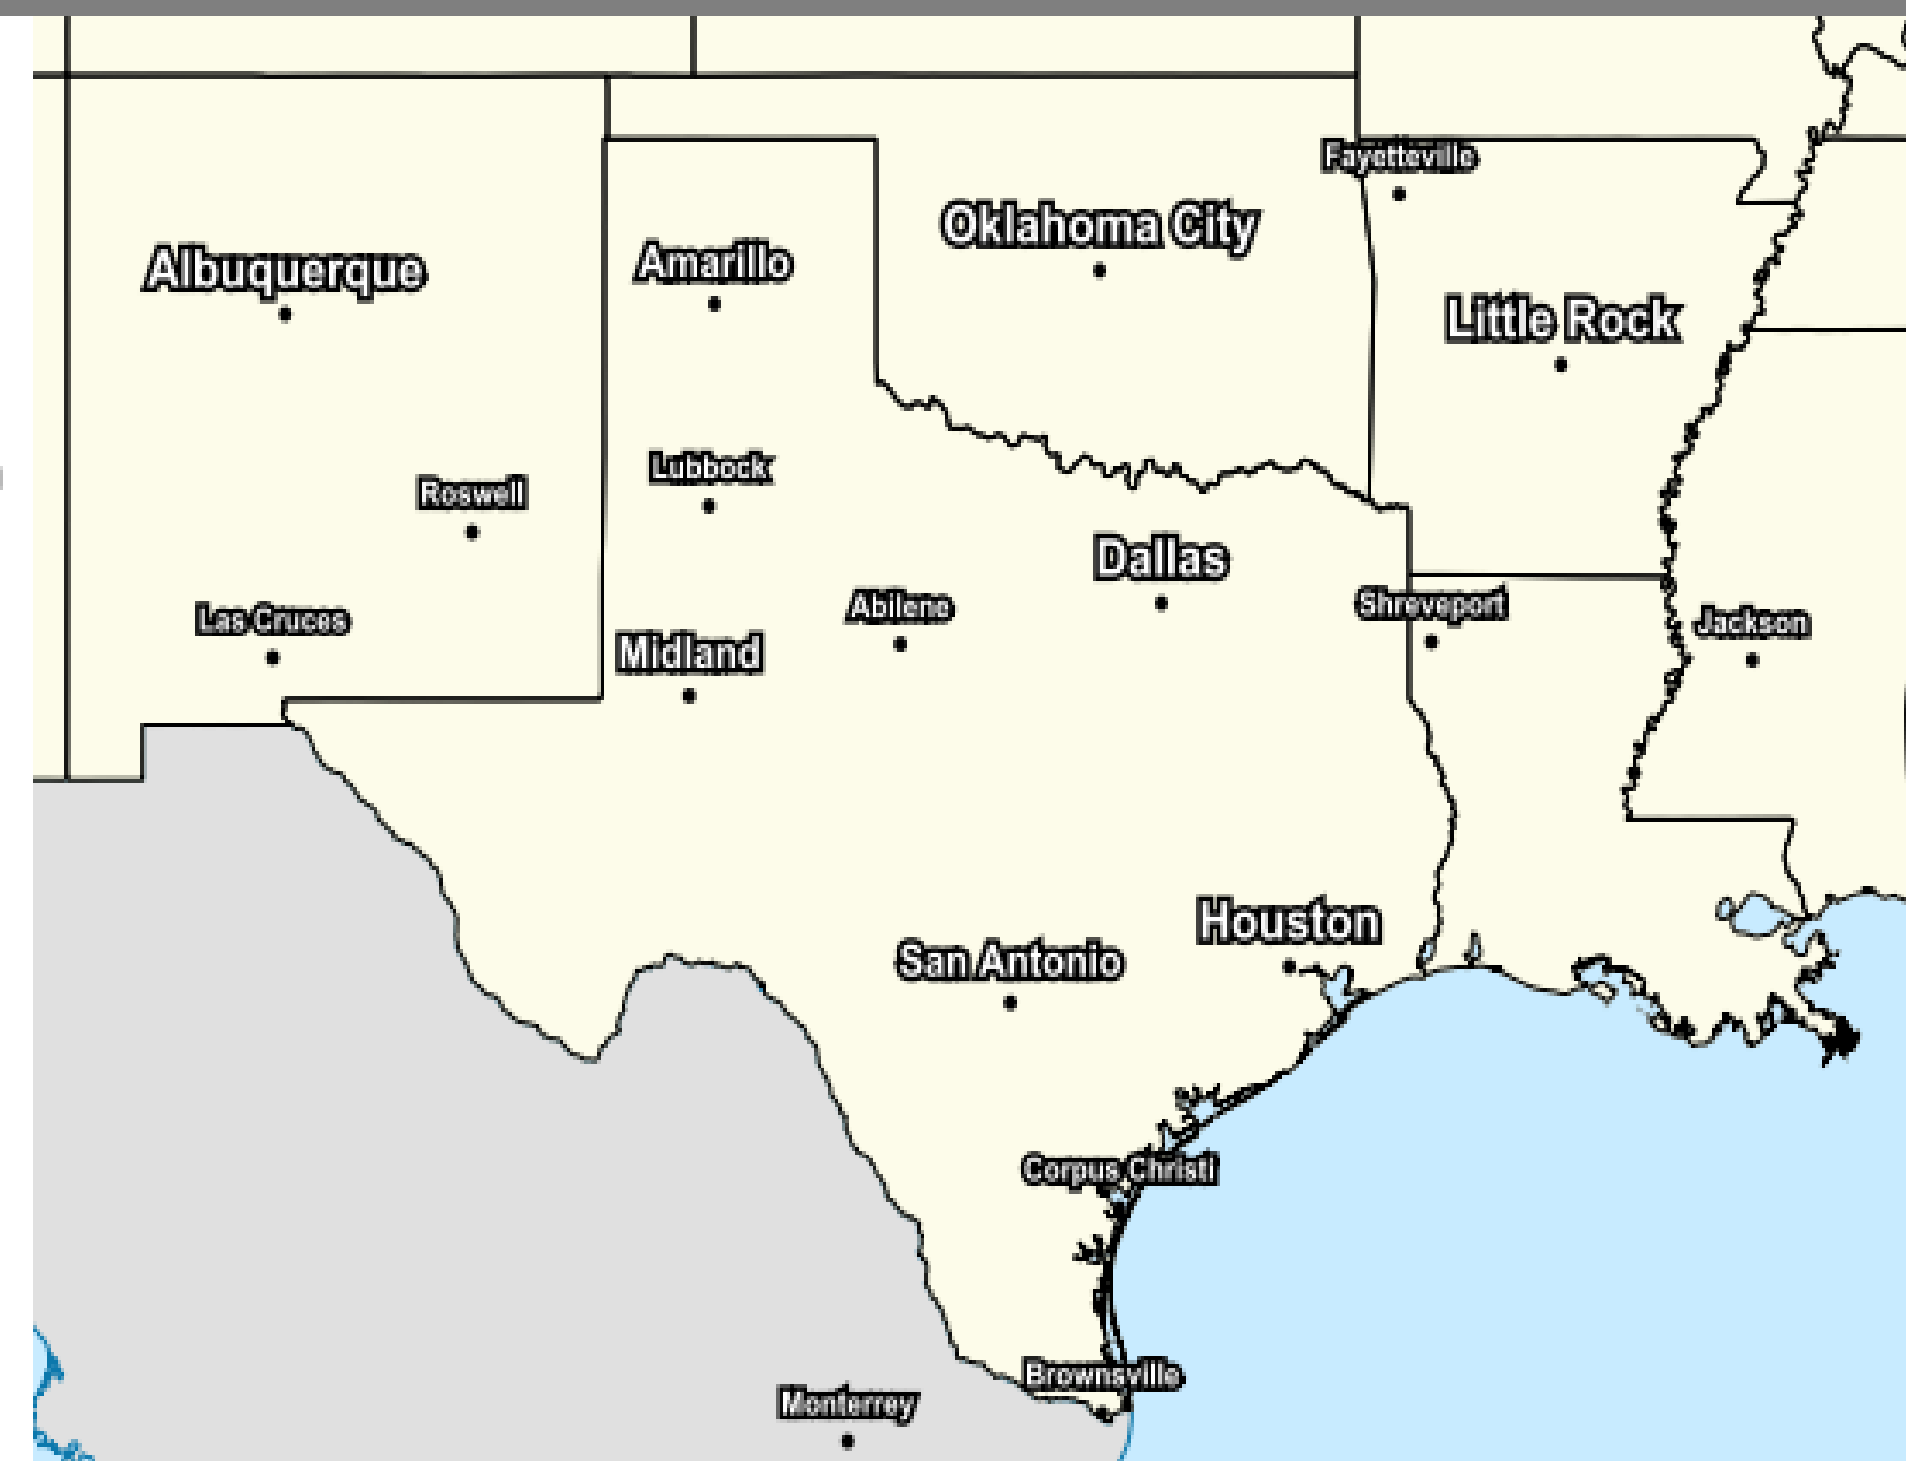 Fayetteville
Oklahoma City
Albuquerque
Amarillo
Little Rock
Lubbock
Roswell
Dallas
Las Cruces
Abilene
Shreveport
Jackson
Midland
Houston
San Antonio
Corpus Christi
Brownsville
Monterrey